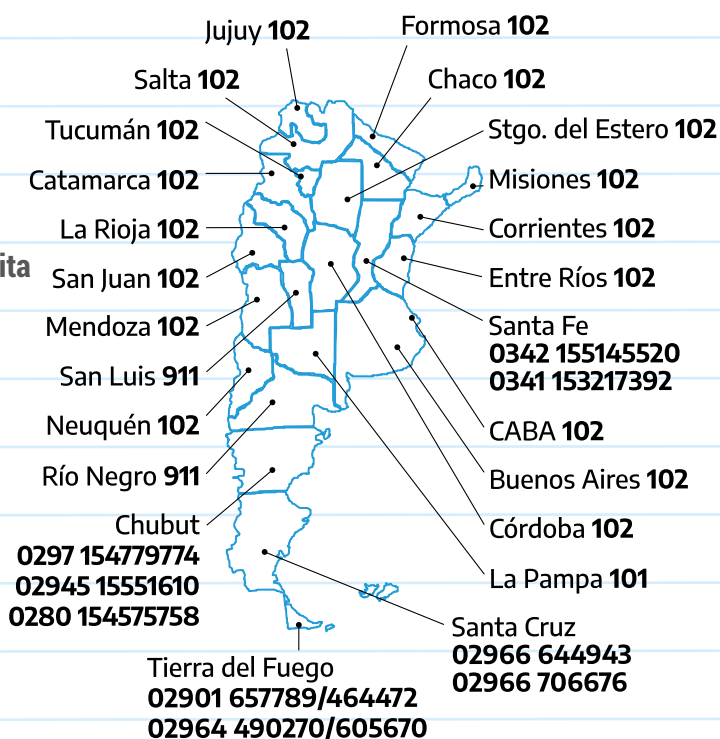 Jujuy 102
Salta 102
Tucumán 102
Catamarca 102
La Rioja 102
ita
San Juan 102
Mendoza 102
San Luis 911
Neuquén 102
Río Negro 911
Chubut
0297 154779774
02945 15551610
0280 154575758
Tierra del Fuego
02901 657789/464472
02964 490270/605670
Formosa 102
Chaco 102
Stgo. del Estero 102
Misiones 102
Corrientes 102
Entre Ríos 102
Santa Fe
0342 155145520
0341 153217392
CABA 102
Buenos Aires 102
Córdoba 102
La Pampa 101
Santa Cruz
02966 644943
02966 706676